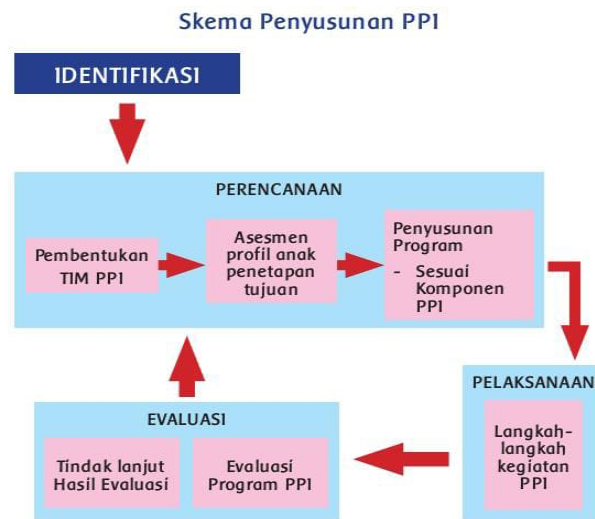 Skema Penyusunan PPI
IDENTIFIKASI
PERENCANAAN
Pembentukan
TIM PPI
Asesmen
profil anak
penetapan
tujuan
Penyusunan
Program
- Sesuai
Komponen
PPI
PELAKSANAAN
Langkah-
langkah
kegiatan
PPI
EVALUASI
Tindak lanjut
Hasil Evaluasi
Evaluasi
Program PPI